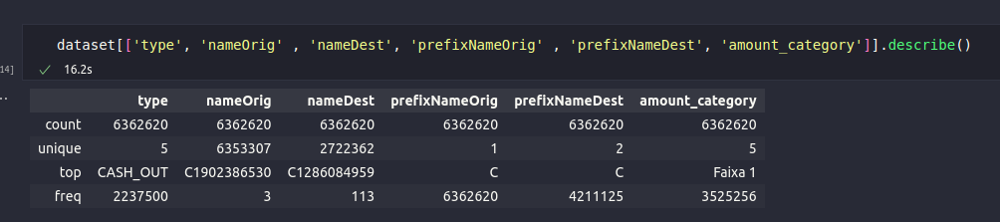 dataset[['type', 'nameOrig' , 'nameDest', 'prefixNameOrig' , 'prefixNameDest', 'amount_category']].describe()
14] ✓ 16.2s
..
type nameOrig nameDest prefixNameOrig prefixNameDest amount_category
count 6362620 6362620 6362620 6362620 6362620 6362620
unique 5 6353307 2722362 1 2 5
top CASH_OUT C1902386530 C1286084959 C C Faixa 1
freq 2237500 3 113 6362620 4211125 3525256